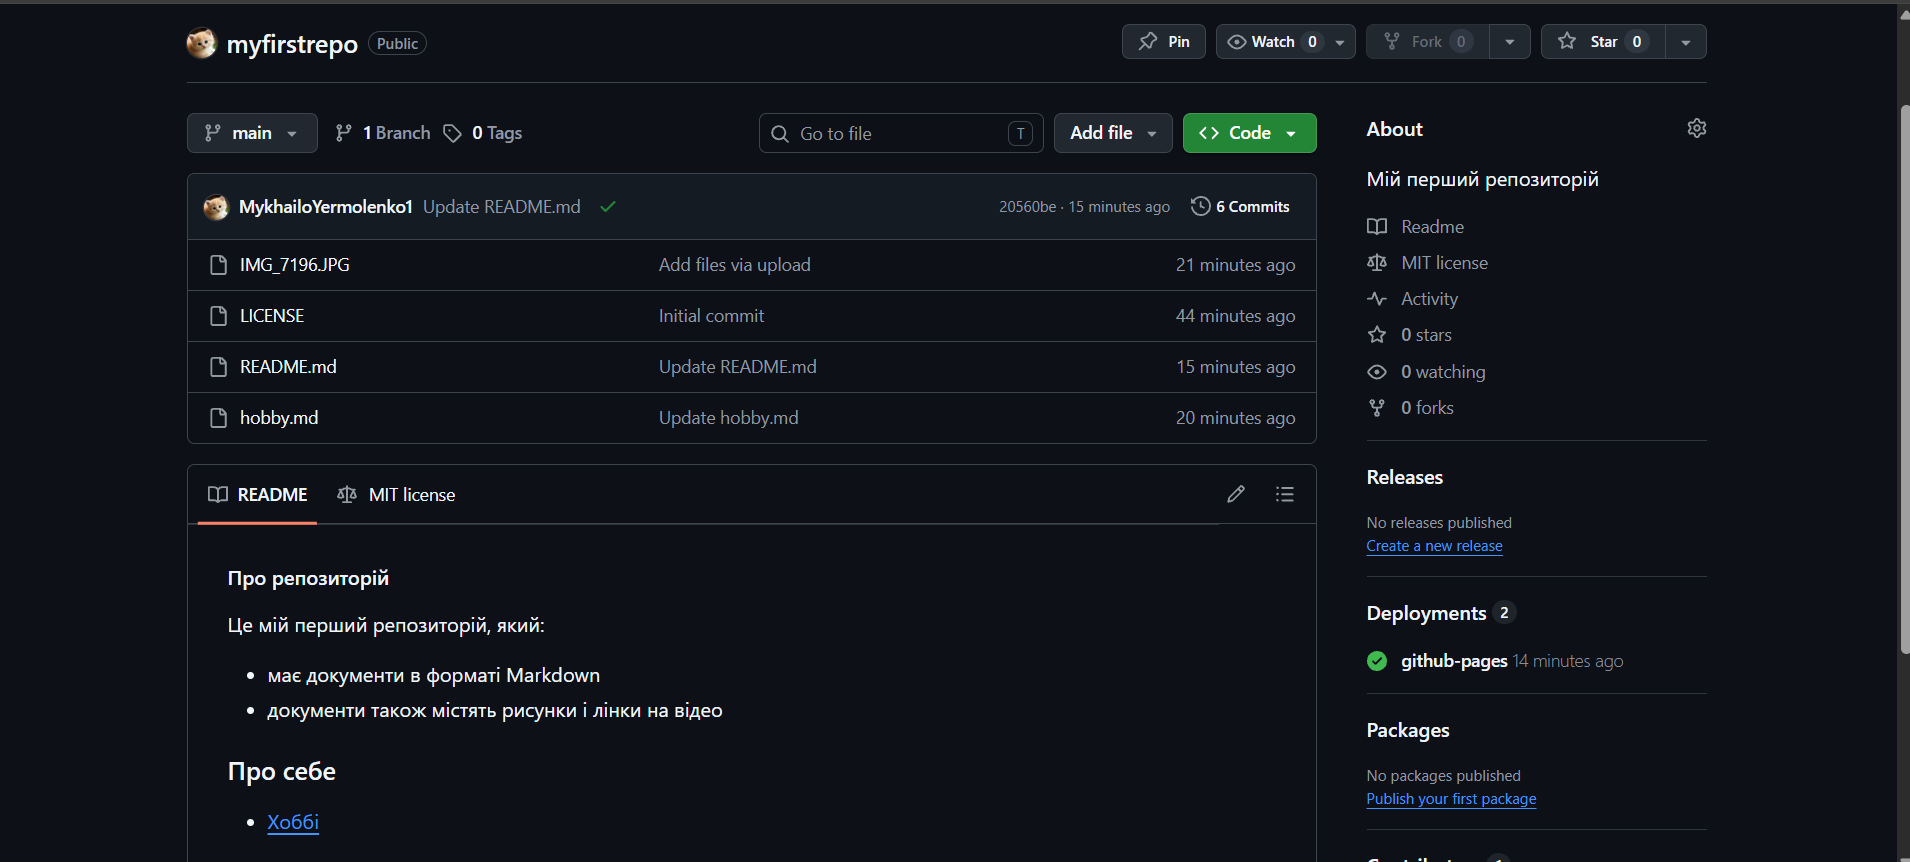 myfirstrepo Public
Pin
Watch 0
Fork 0
Star 0
main
1 Branch
0 Tags
Go to file T
Add file
Code
MykhailoYermolenko1 Update README.md
20560be · 15 minutes ago
6 Commits
IMG_7196.JPG Add files via upload 21 minutes ago
LICENSE Initial commit 44 minutes ago
README.md Update README.md 15 minutes ago
hobby.md Update hobby.md 20 minutes ago
README
MIT license
Про репозиторій
Це мій перший репозиторій, який:
має документи в форматі Markdown
документи також містять рисунки і лінки на відео
Про себе
Хоббі
About
Мій перший репозиторій
Readme
MIT license
Activity
0 stars
0 watching
0 forks
Releases
No releases published
Create a new release
Deployments 2
github-pages 14 minutes ago
Packages
No packages published
Publish your first package